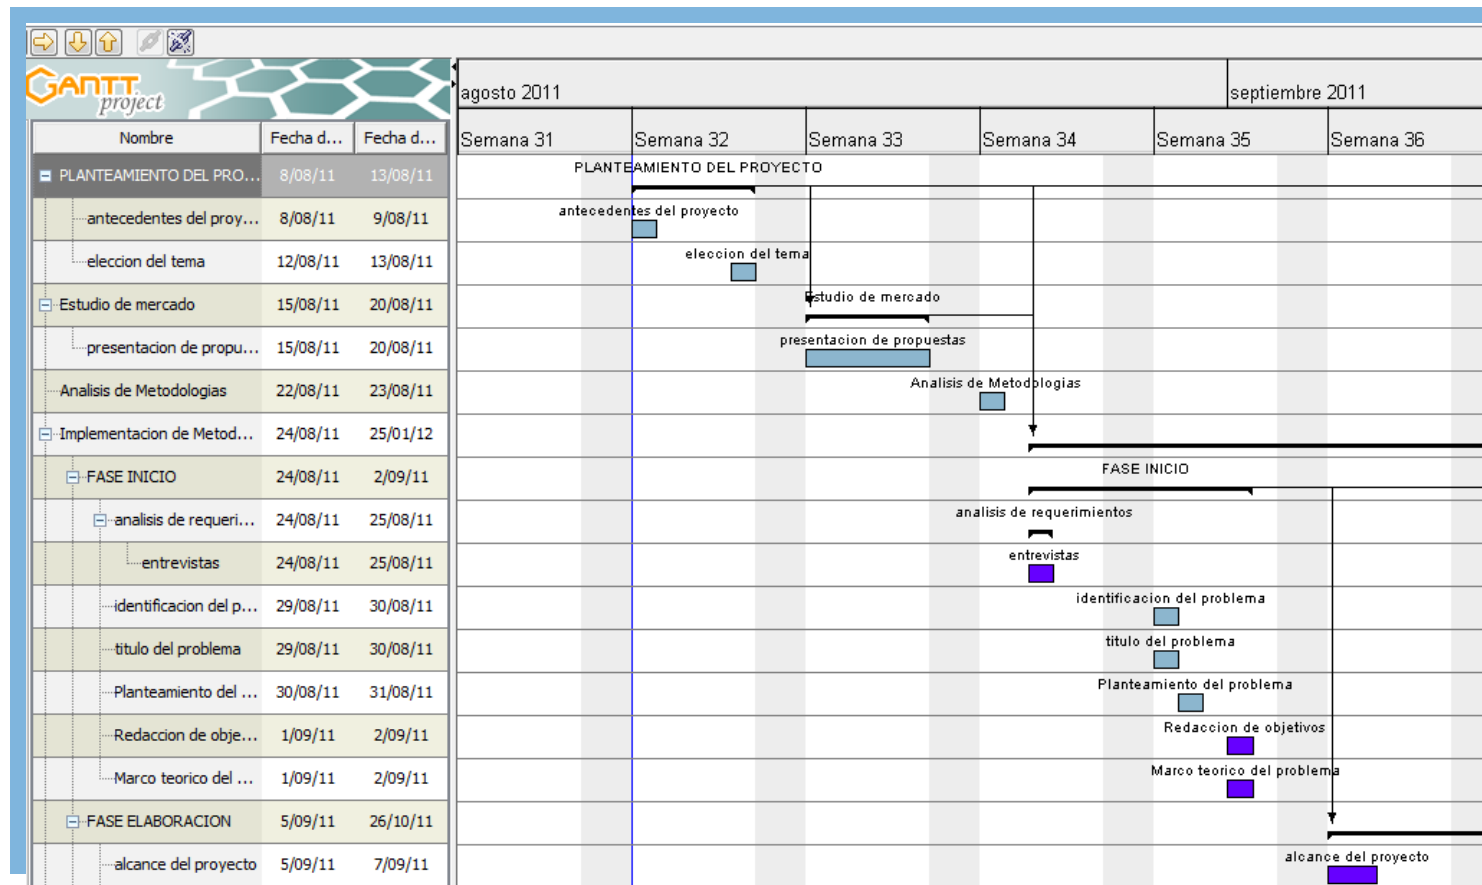 GANTT
project
agosto 2011
septiembre 2011
Nombre Fecha d... Fecha d...
Semana 31 Semana 32 Semana 33 Semana 34 Semana 35 Semana 36
PLANTEAMIENTO DEL PRO... 8/08/11 13/08/11
PLANTEAMIENTO DEL PROYECTO
antecedentes del proy... 8/08/11 9/08/11
antecedentes del proyecto
eleccion del tema 12/08/11 13/08/11
eleccion del tema
Estudio de mercado 15/08/11 20/08/11
Estudio de mercado
presentacion de propu... 15/08/11 20/08/11
presentacion de propuestas
Analisis de Metodologias 22/08/11 23/08/11
Analisis de Metodologias
Implementacion de Metod... 24/08/11 25/01/12
FASE INICIO 24/08/11 2/09/11
FASE INICIO
analisis de requeri... 24/08/11 25/08/11
analisis de requerimientos
entrevistas 24/08/11 25/08/11
entrevistas
identificacion del p... 29/08/11 30/08/11
identificacion del problema
titulo del problema 29/08/11 30/08/11
titulo del problema
Planteamiento del ... 30/08/11 31/08/11
Planteamiento del problema
Redaccion de obje... 1/09/11 2/09/11
Redaccion de objetivos
Marco teorico del ... 1/09/11 2/09/11
Marco teorico del problema
FASE ELABORACION 5/09/11 26/10/11
alcance del proyecto 5/09/11 7/09/11
alcance del proyecto